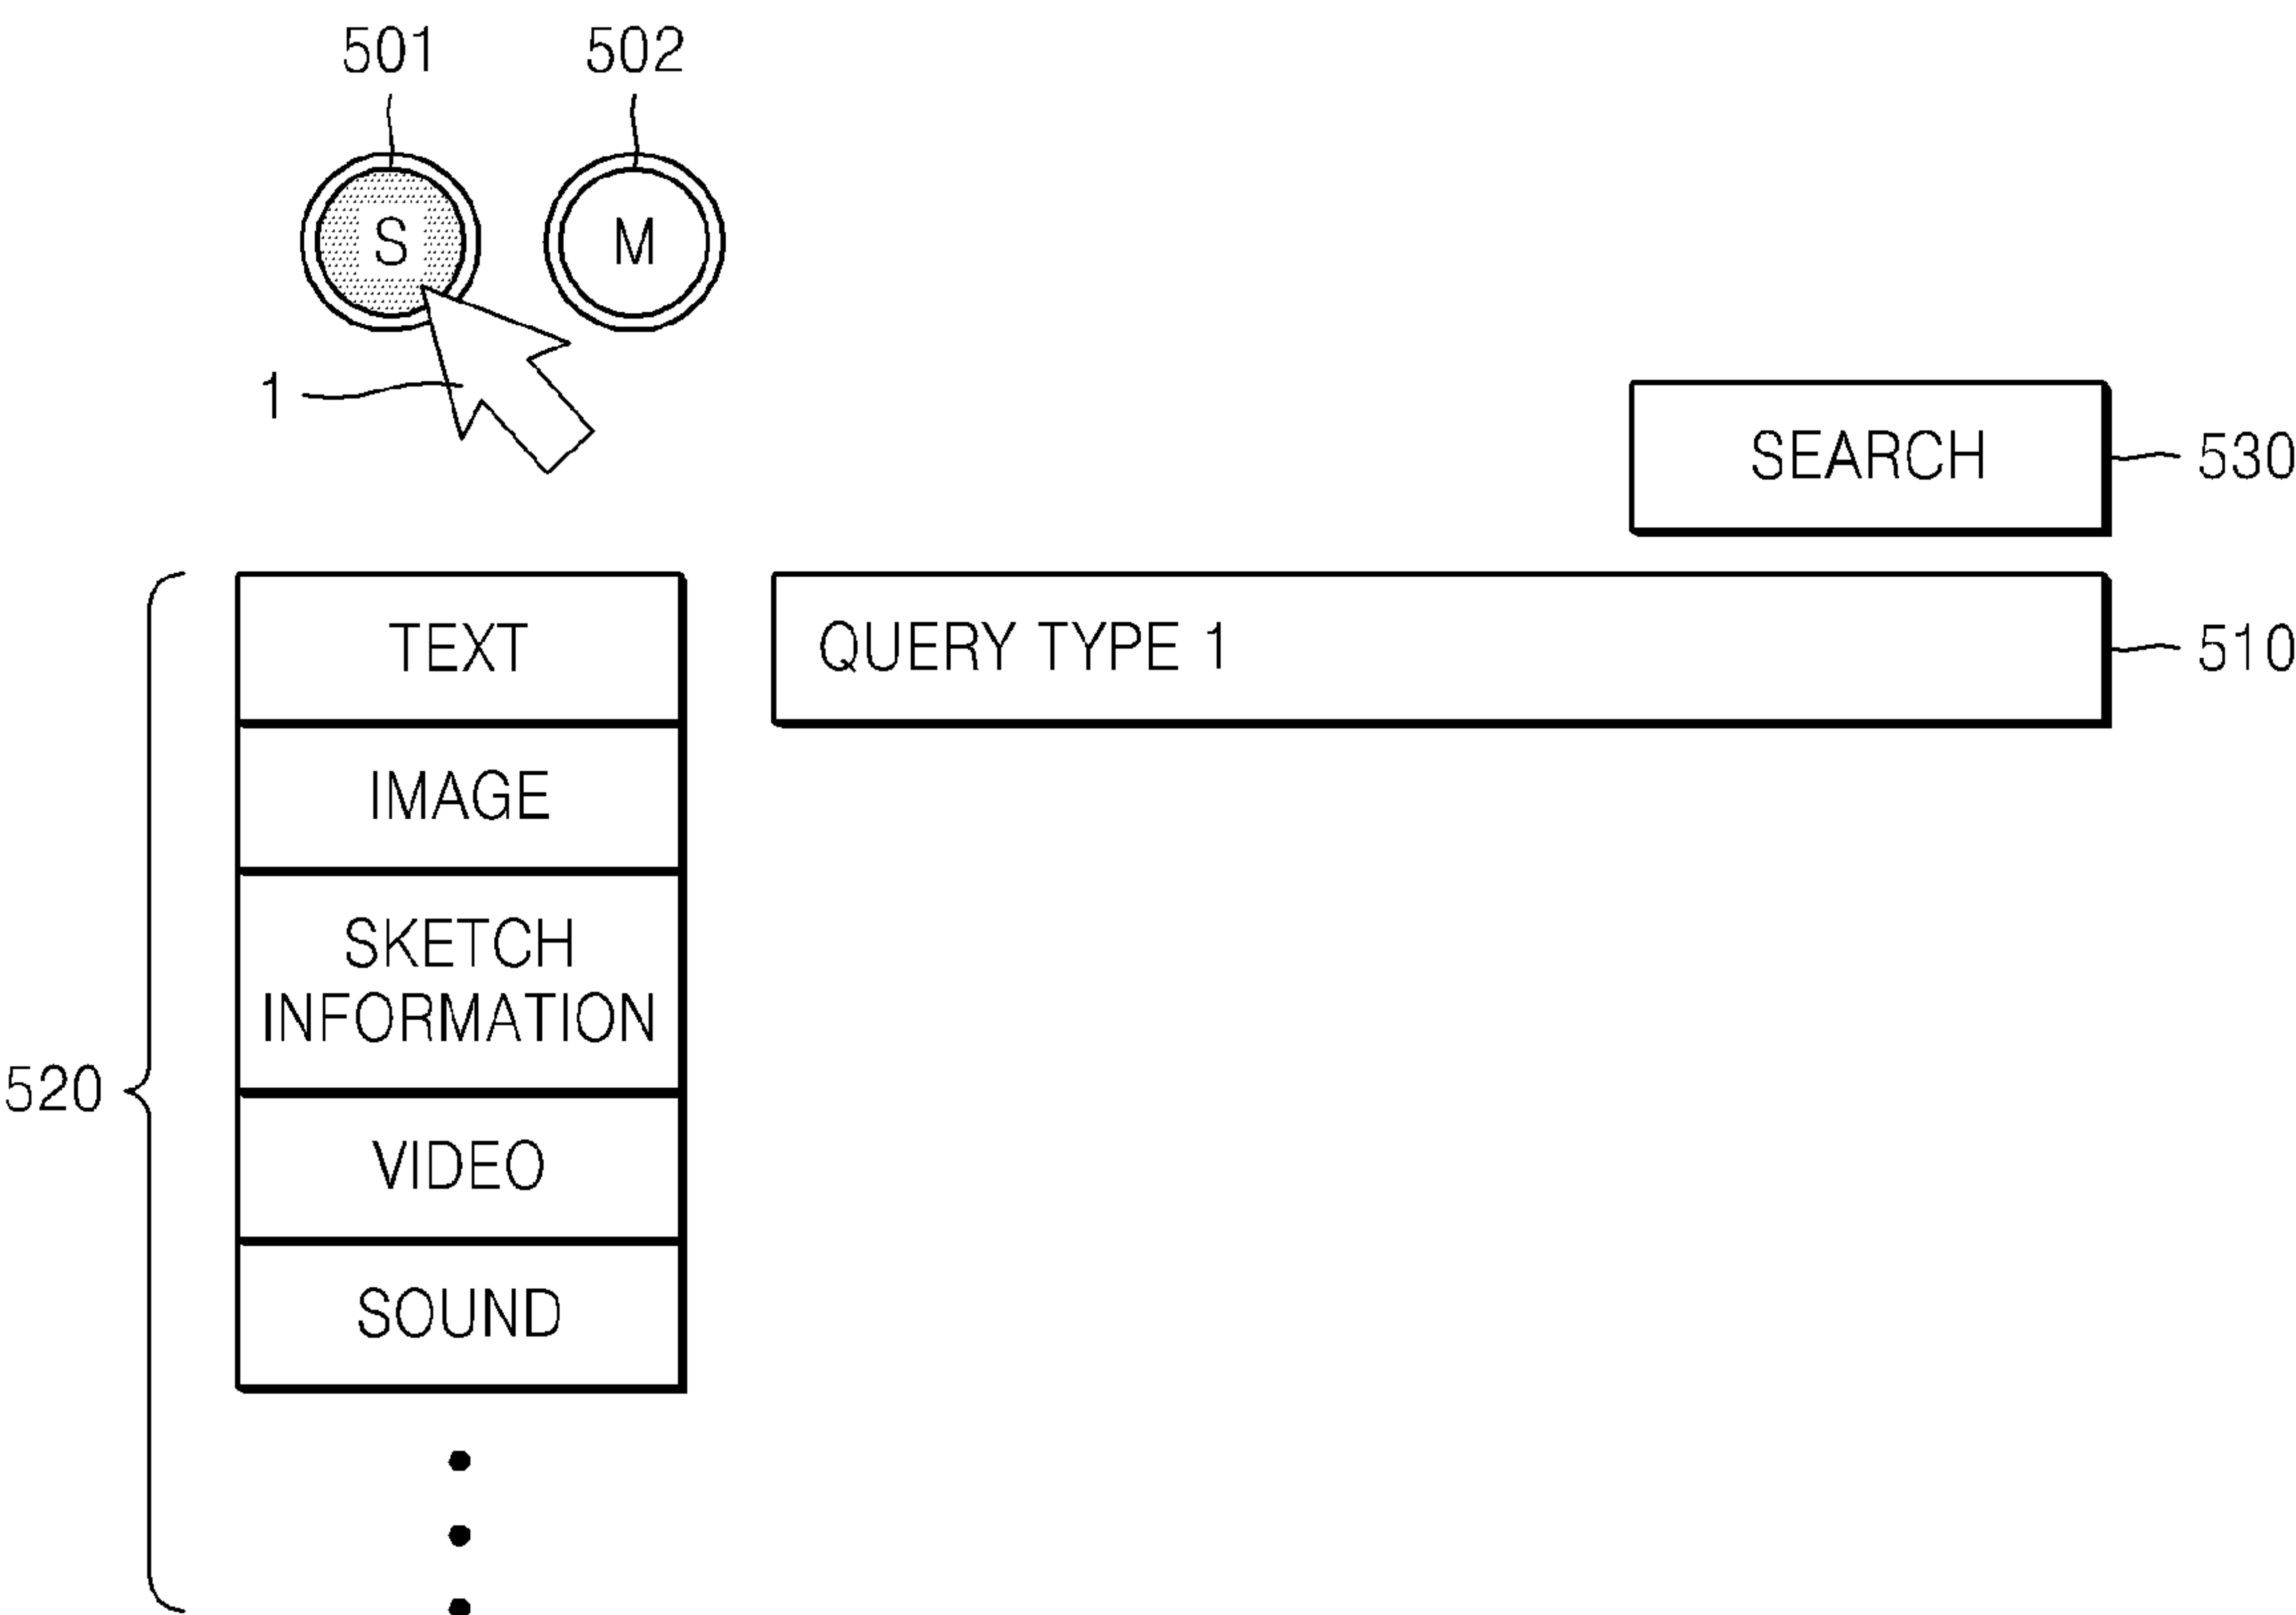 501 502
S M
1
SEARCH 530
TEXT QUERY TYPE 1 510
IMAGE
SKETCH
INFORMATION
520
VIDEO
SOUND